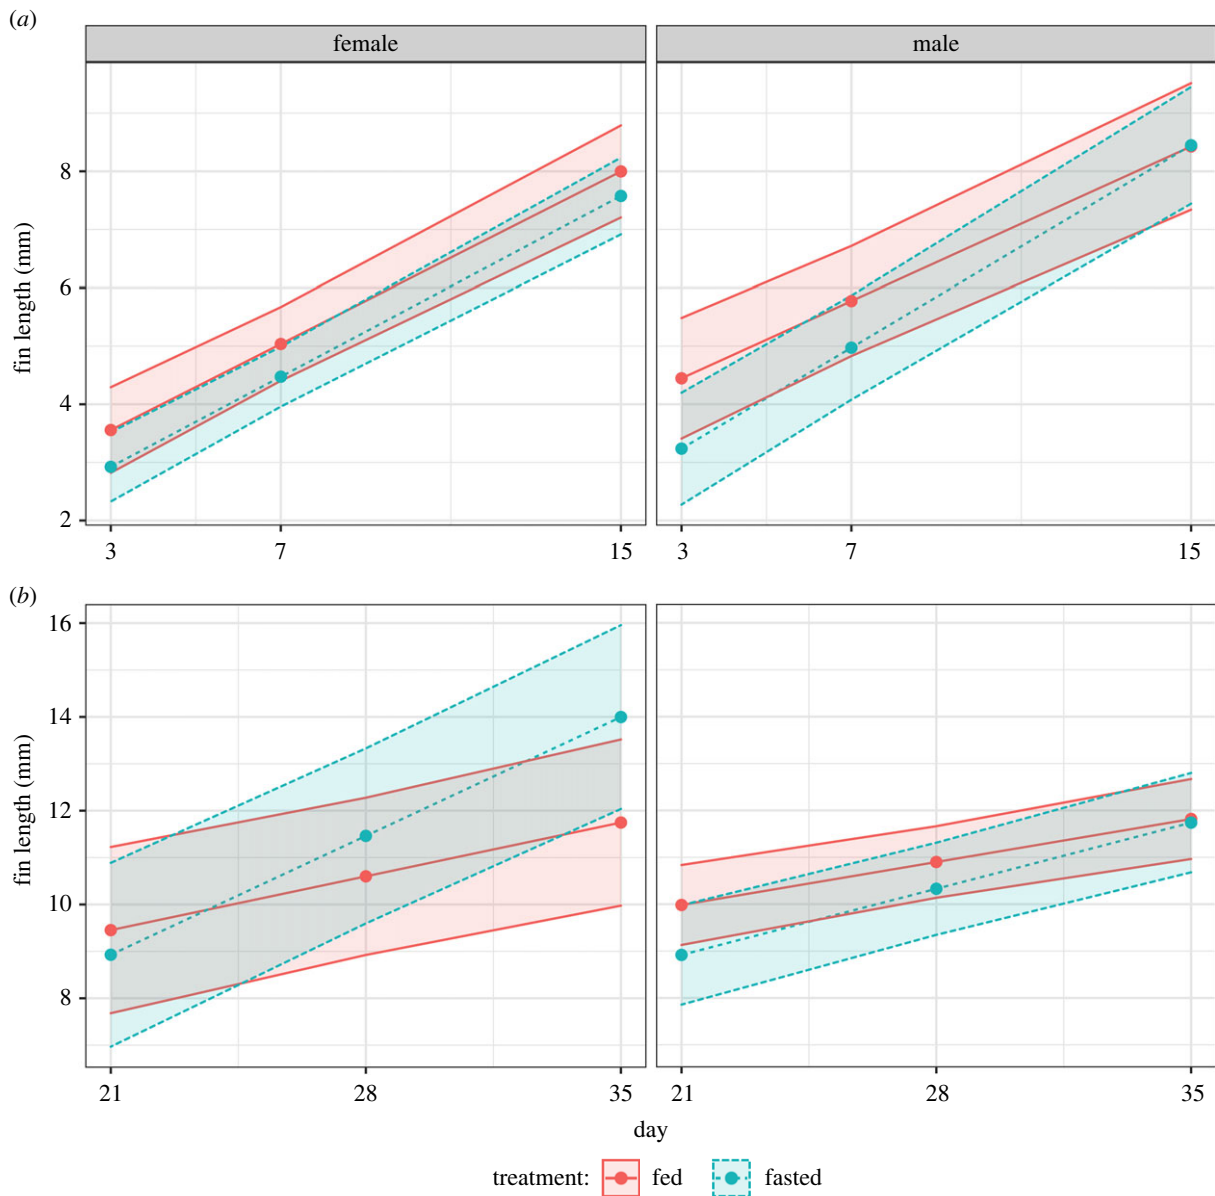 (a)
female male
fin length (mm)
8
6
4
2
3 7 15 3 7 15
(b)
fin length (mm)
16
14
12
10
8
21 28 35 21 28 35
day
treatment: fed fasted